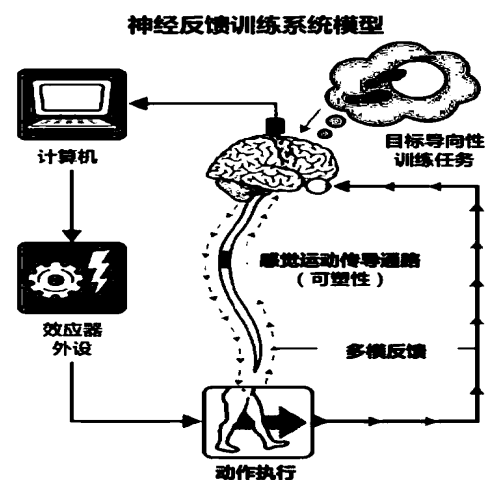 神经反馈训练系统模型
计算机
目标导向性
训练任务
感觉运动传导通路
（可塑性）
效应器
外设
多模反馈
动作执行